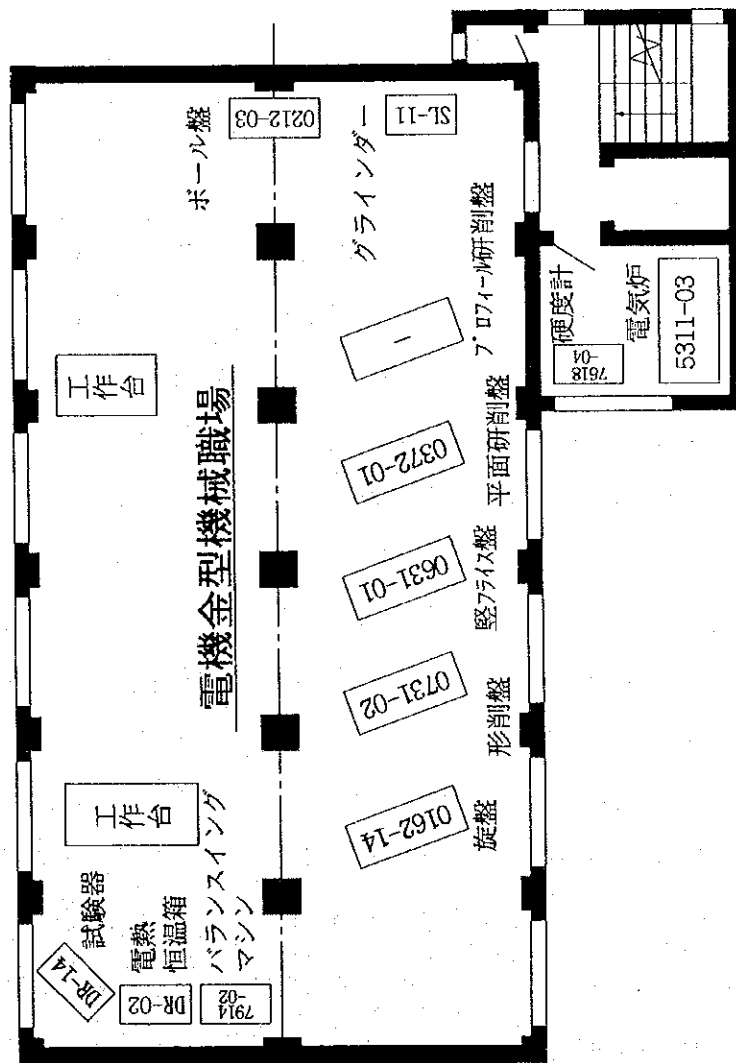 電機金型機械職場
試験器
DR-14
電熱
恒温箱
DR-02
バランスイング
マシン
7914
-02
工作台
工作台
ボール盤
0212-03
グラインダー
SL-11
旋盤
0162-14
形削盤
0731-02
竪フライス盤
0631-01
平面研削盤
0372-01
プロフィール研削盤
—
硬度計
7618
-04
電気炉
5311-03